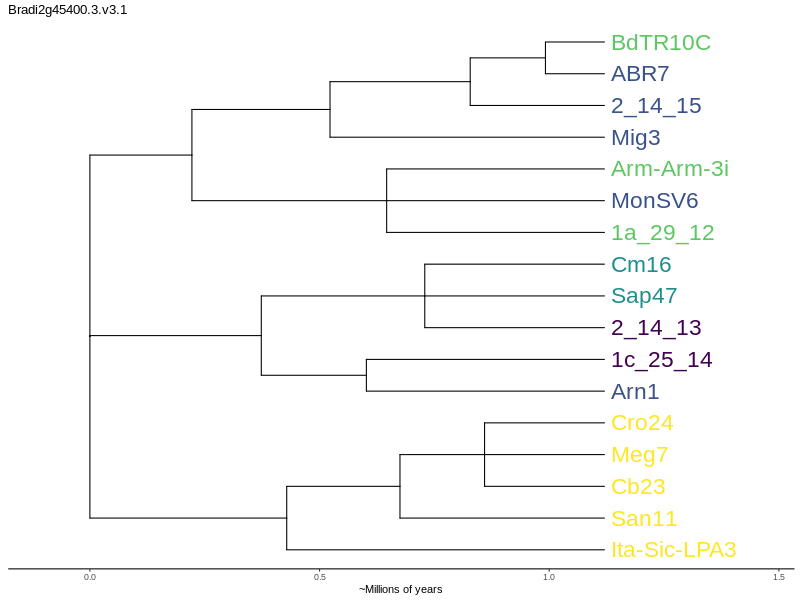 Bradi2g45400.3.v3.1
BdTR10C
ABR7
2_14_15
Mig3
Arm-Arm-3i
MonSV6
1a_29_12
Cm16
Sap47
2_14_13
1c_25_14
Arn1
Cro24
Meg7
Cb23
San11
Ita-Sic-LPA3
0.0 0.5 1.0 1.5
~Millions of years